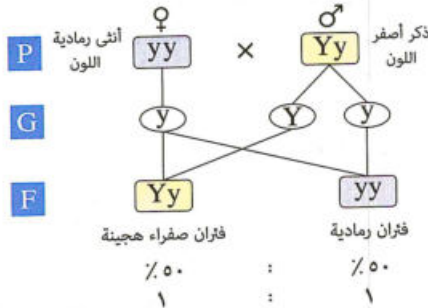 ♀ ♂
P أنثى رمادية اللون yy × Yy ذكر أصفر اللون
G y Y y
F Yy yy
فئران صفراء هجينة فئران رمادية
٥٠٪ : ٥٠٪
١ : ١